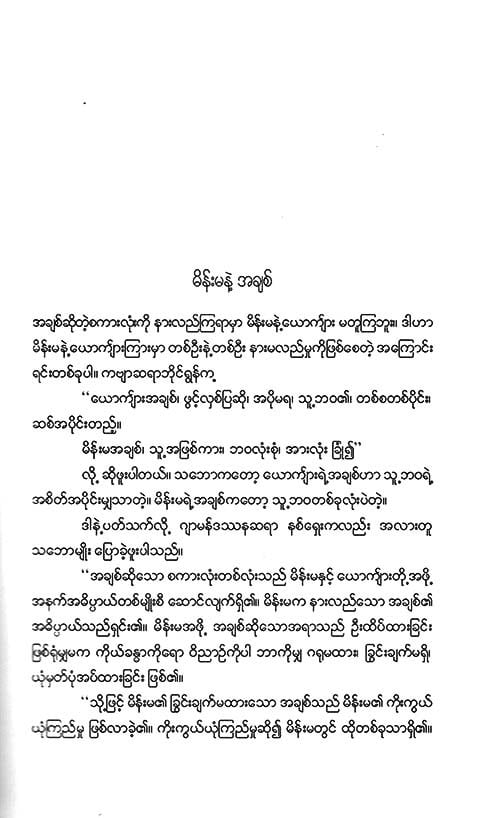 မိန်းမနဲ့ အချစ်
အချစ်ဆိုတဲ့စကားလုံးကို နားလည်ကြရာမှာ မိန်းမနဲ့ယောက်ျား မတူကြဘူး။ ဒါဟာ
မိန်းမနဲ့ယောက်ျားကြားမှာ တစ်ဦးနဲ့တစ်ဦး နားမလည်မှုကိုဖြစ်စေတဲ့ အကြောင်း
ရင်းတစ်ခုပါ။ ကဗျာဆရာဘိုင်ရွန်က
“ယောက်ျားအချစ်၊ ဖွင့်လှစ်ပြဆို၊ အပိုမရ၊ သူ့ဘဝ၏၊ တစ်စတစ်ပိုင်း၊
ဆစ်အပိုင်းတည့်။
မိန်းမအချစ်၊ သူ့အဖြစ်ကား၊ ဘဝလုံးစုံ၊ အားလုံး ခြုံ၍”
လို့ ဆိုဖူးပါတယ်။ သဘောကတော့ ယောက်ျားရဲ့အချစ်ဟာ သူ့ဘဝရဲ့
အစိတ်အပိုင်းမျှသာတဲ့။ မိန်းမရဲ့အချစ်ကတော့ သူ့ဘဝတစ်ခုလုံးပဲတဲ့။
ဒါနဲ့ပတ်သက်လို့ ဂျာမန်ဒဿနဆရာ နစ်ရှေးကလည်း အလားတူ
သဘောမျိုး ပြောခဲ့ဖူးပါသည်။
“အချစ်ဆိုသော စကားလုံးတစ်လုံးသည် မိန်းမနှင့် ယောက်ျားတို့အဖို့
အနက်အဓိပ္ပာယ်တစ်မျိုးစီ ဆောင်လျက်ရှိ၏။ မိန်းမက နားလည်သော အချစ်၏
အဓိပ္ပာယ်သည်ရှင်း၏။ မိန်းမအဖို့ အချစ်ဆိုသောအရာသည် ဦးထိပ်ထားခြင်း
ဖြစ်ရုံမျှမက ကိုယ်ခန္ဓာကိုရော ဝိညာဉ်ကိုပါ ဘာကိုမျှ ဂရုမထား၊ ခြွင်းချက်မရှိ၊
ယုံမှတ်ပုံအပ်ထားခြင်း ဖြစ်၏။
“သို့ဖြင့် မိန်းမ၏ ခြွင်းချက်မထားသော အချစ်သည် မိန်းမ၏ ကိုးကွယ်
ယုံကြည်မှု ဖြစ်လာခဲ့၏။ ကိုးကွယ်ယုံကြည်မှုဆို၍ မိန်းမတွင် ထိုတစ်ခုသာရှိ၏။